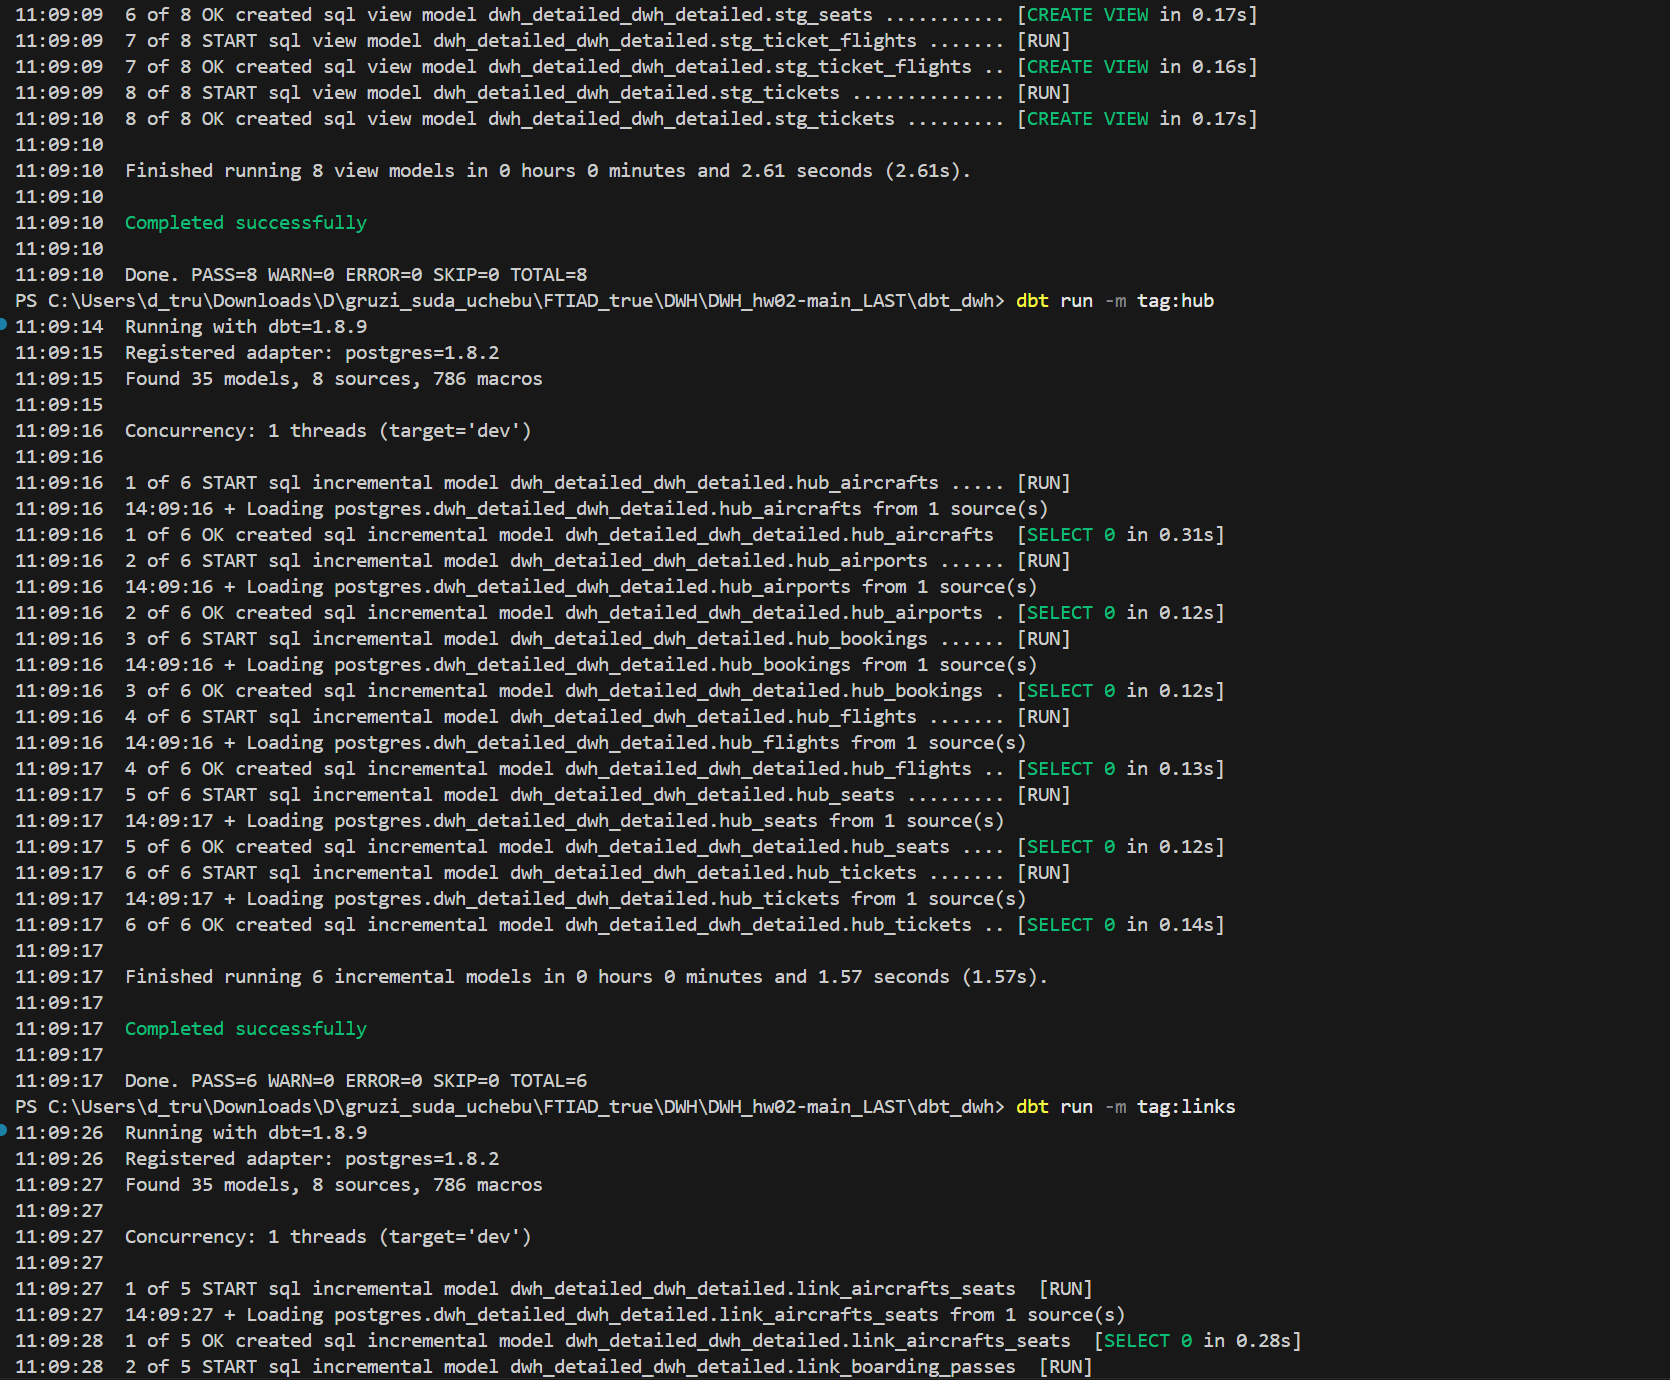 11:09:09  6 of 8 OK created sql view model dwh_detailed_dwh_detailed.stg_seats ........... [CREATE VIEW in 0.17s]
11:09:09  7 of 8 START sql view model dwh_detailed_dwh_detailed.stg_ticket_flights ....... [RUN]
11:09:09  7 of 8 OK created sql view model dwh_detailed_dwh_detailed.stg_ticket_flights .. [CREATE VIEW in 0.16s]
11:09:09  8 of 8 START sql view model dwh_detailed_dwh_detailed.stg_tickets .............. [RUN]
11:09:10  8 of 8 OK created sql view model dwh_detailed_dwh_detailed.stg_tickets ......... [CREATE VIEW in 0.17s]
11:09:10
11:09:10  Finished running 8 view models in 0 hours 0 minutes and 2.61 seconds (2.61s).
11:09:10
11:09:10  Completed successfully
11:09:10
11:09:10  Done. PASS=8 WARN=0 ERROR=0 SKIP=0 TOTAL=8
PS C:\Users\d_tru\Downloads\D\gruzi_suda_uchebu\FTIAD_true\DWH\DWH_hw02-main_LAST\dbt_dwh> dbt run -m tag:hub
11:09:14  Running with dbt=1.8.9
11:09:15  Registered adapter: postgres=1.8.2
11:09:15  Found 35 models, 8 sources, 786 macros
11:09:15
11:09:16  Concurrency: 1 threads (target='dev')
11:09:16
11:09:16  1 of 6 START sql incremental model dwh_detailed_dwh_detailed.hub_aircrafts ..... [RUN]
11:09:16  14:09:16 + Loading postgres.dwh_detailed_dwh_detailed.hub_aircrafts from 1 source(s)
11:09:16  1 of 6 OK created sql incremental model dwh_detailed_dwh_detailed.hub_aircrafts  [SELECT 0 in 0.31s]
11:09:16  2 of 6 START sql incremental model dwh_detailed_dwh_detailed.hub_airports ...... [RUN]
11:09:16  14:09:16 + Loading postgres.dwh_detailed_dwh_detailed.hub_airports from 1 source(s)
11:09:16  2 of 6 OK created sql incremental model dwh_detailed_dwh_detailed.hub_airports . [SELECT 0 in 0.12s]
11:09:16  3 of 6 START sql incremental model dwh_detailed_dwh_detailed.hub_bookings ...... [RUN]
11:09:16  14:09:16 + Loading postgres.dwh_detailed_dwh_detailed.hub_bookings from 1 source(s)
11:09:16  3 of 6 OK created sql incremental model dwh_detailed_dwh_detailed.hub_bookings . [SELECT 0 in 0.12s]
11:09:16  4 of 6 START sql incremental model dwh_detailed_dwh_detailed.hub_flights ....... [RUN]
11:09:16  14:09:16 + Loading postgres.dwh_detailed_dwh_detailed.hub_flights from 1 source(s)
11:09:17  4 of 6 OK created sql incremental model dwh_detailed_dwh_detailed.hub_flights .. [SELECT 0 in 0.13s]
11:09:17  5 of 6 START sql incremental model dwh_detailed_dwh_detailed.hub_seats ......... [RUN]
11:09:17  14:09:17 + Loading postgres.dwh_detailed_dwh_detailed.hub_seats from 1 source(s)
11:09:17  5 of 6 OK created sql incremental model dwh_detailed_dwh_detailed.hub_seats .... [SELECT 0 in 0.12s]
11:09:17  6 of 6 START sql incremental model dwh_detailed_dwh_detailed.hub_tickets ....... [RUN]
11:09:17  14:09:17 + Loading postgres.dwh_detailed_dwh_detailed.hub_tickets from 1 source(s)
11:09:17  6 of 6 OK created sql incremental model dwh_detailed_dwh_detailed.hub_tickets .. [SELECT 0 in 0.14s]
11:09:17
11:09:17  Finished running 6 incremental models in 0 hours 0 minutes and 1.57 seconds (1.57s).
11:09:17
11:09:17  Completed successfully
11:09:17
11:09:17  Done. PASS=6 WARN=0 ERROR=0 SKIP=0 TOTAL=6
PS C:\Users\d_tru\Downloads\D\gruzi_suda_uchebu\FTIAD_true\DWH\DWH_hw02-main_LAST\dbt_dwh> dbt run -m tag:links
11:09:26  Running with dbt=1.8.9
11:09:26  Registered adapter: postgres=1.8.2
11:09:27  Found 35 models, 8 sources, 786 macros
11:09:27
11:09:27  Concurrency: 1 threads (target='dev')
11:09:27
11:09:27  1 of 5 START sql incremental model dwh_detailed_dwh_detailed.link_aircrafts_seats  [RUN]
11:09:27  14:09:27 + Loading postgres.dwh_detailed_dwh_detailed.link_aircrafts_seats from 1 source(s)
11:09:28  1 of 5 OK created sql incremental model dwh_detailed_dwh_detailed.link_aircrafts_seats  [SELECT 0 in 0.28s]
11:09:28  2 of 5 START sql incremental model dwh_detailed_dwh_detailed.link_boarding_passes  [RUN]